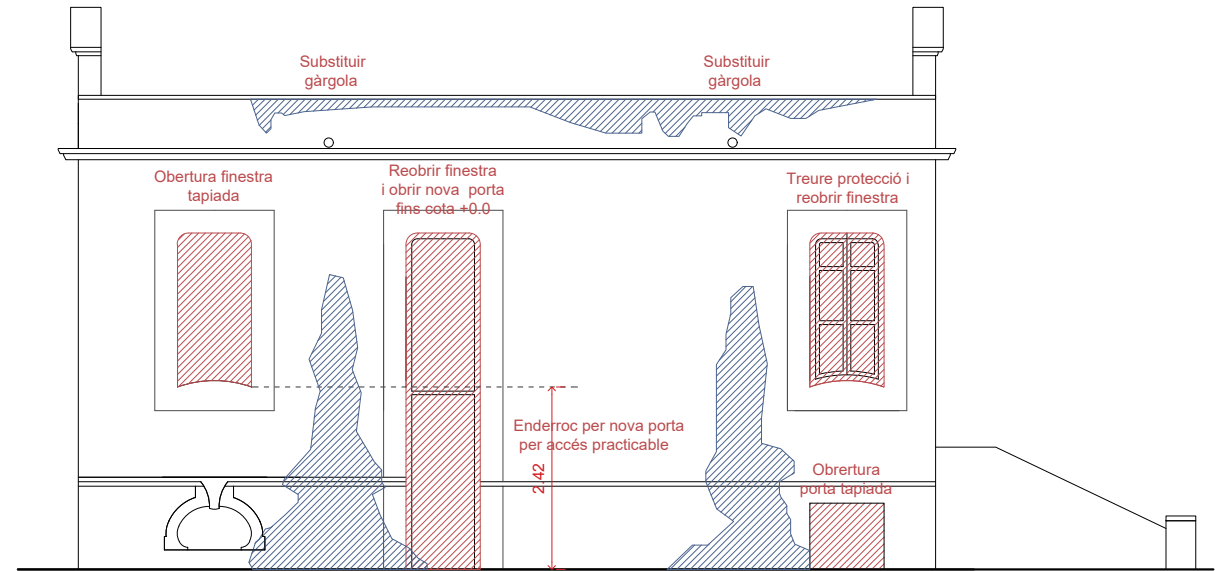 Substituir
gàrgola
Substituir
gàrgola
Obertura finestra
tapiada
Reobrir finestra
i obrir nova porta
fins cota +0.0
Treure protecció i
reobrir finestra
Enderroc per nova porta
per accés practicable
2.42
Obrertura
porta tapiada